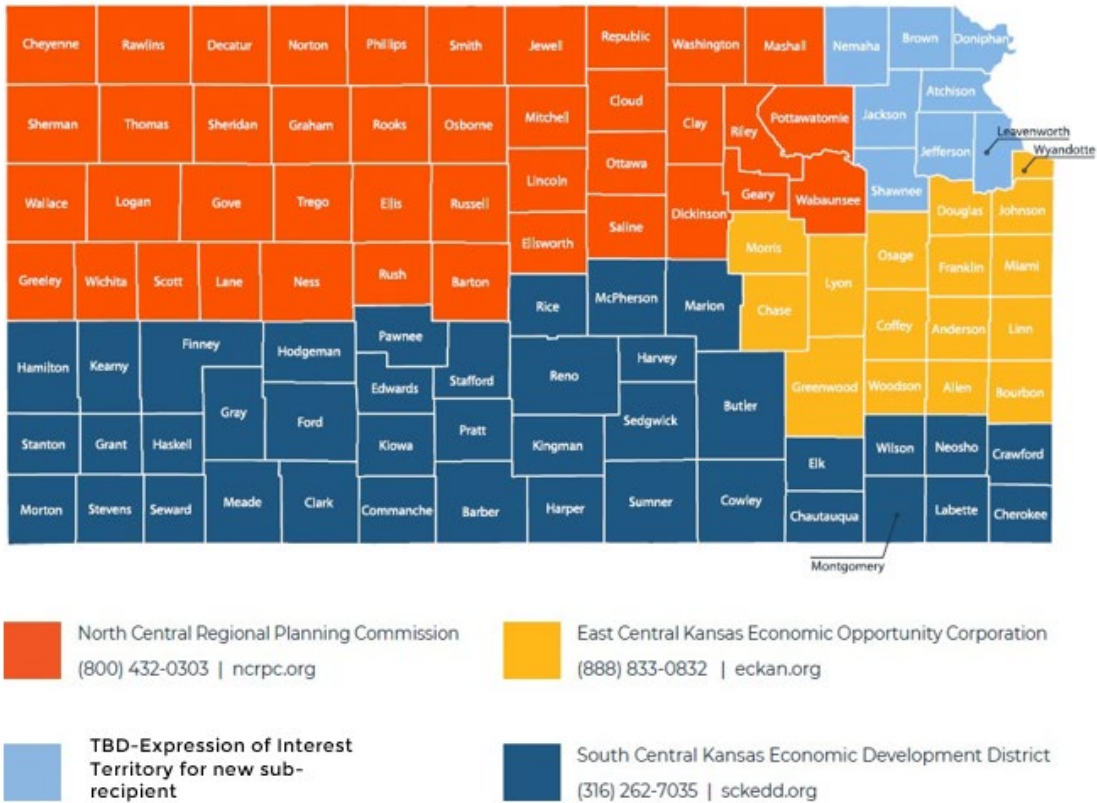 Cheyenne Rawlins Decatur Norton Phillips Smith Jewell Republic Washington Mashall Nemaha Brown Doniphan
Sherman Thomas Sheridan Graham Rooks Osborne Mitchell Cloud Clay Riley Pottawatomie Jackson Atchison
Ottawa Jefferson Leavenworth
Wyandotte
Wallace Logan Gove Trego Ellis Russell Lincoln Saline Dickinson Geary Wabaunsee Shawnee Douglas Johnson
Ellsworth Morris Osage
Greeley Wichita Scott Lane Ness Rush Barton Rice McPherson Marion Chase Lyon Franklin Miami
Hamilton Kearny Finney Hodgeman Pawnee Stafford Reno Harvey Coffey Anderson Linn
Edwards Butler Greenwood Woodson Allen Bourbon
Stanton Grant Haskell Gray Ford Kiowa Pratt Kingman Sedgwick Elk Wilson Neosho Crawford
Morton Stevens Seward Meade Clark Commanche Barber Harper Sumner Cowley Chautauqua Labette Cherokee
Montgomery
North Central Regional Planning Commission
(800) 432-0303 | ncrpc.org
East Central Kansas Economic Opportunity Corporation
(888) 833-0832 | eckan.org
TBD-Expression of Interest
Territory for new sub-
recipient
South Central Kansas Economic Development District
(316) 262-7035 | sckedd.org